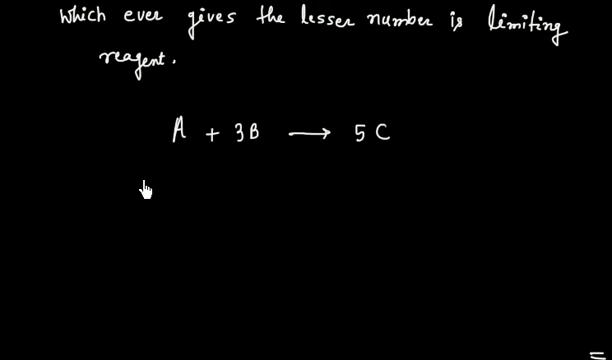 Which ever gives the lesser number is limiting
reagent.
A + 3B → 5C